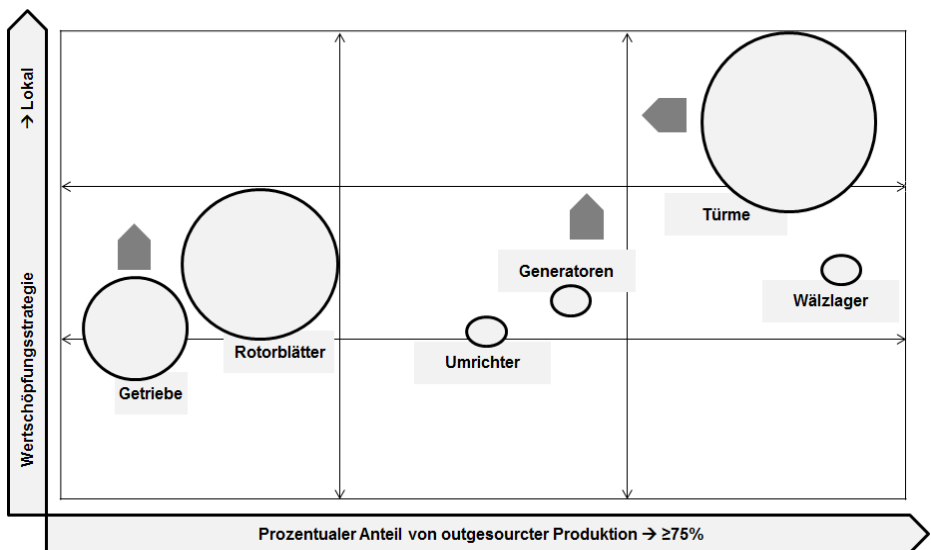 → Lokal
Wertschöpfungsstrategie
Türme
Generatoren
Wälzlager
Rotorblätter
Umrichter
Getriebe
Prozentualer Anteil von outgesourcter Produktion → ≥75%